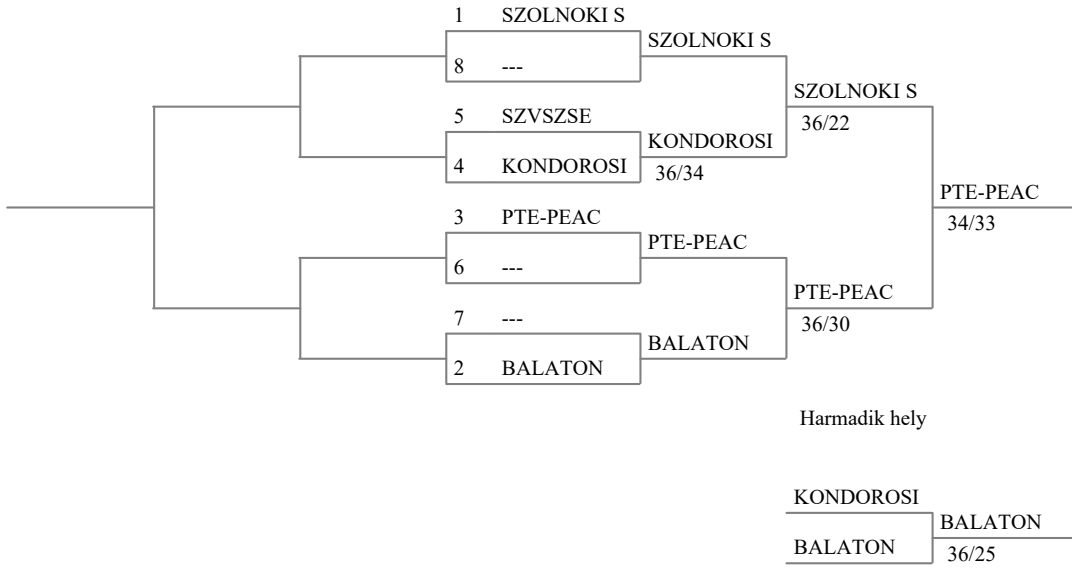 1 SZOLNOKI S
SZOLNOKI S
8 ---
SZOLNOKI S
5 SZVSZSE
36/22
KONDOROSI
4 KONDOROSI
36/34
PTE-PEAC
3 PTE-PEAC
34/33
PTE-PEAC
6 ---
PTE-PEAC
7 ---
36/30
BALATON
2 BALATON
Harmadik hely
KONDOROSI
BALATON
BALATON
36/25